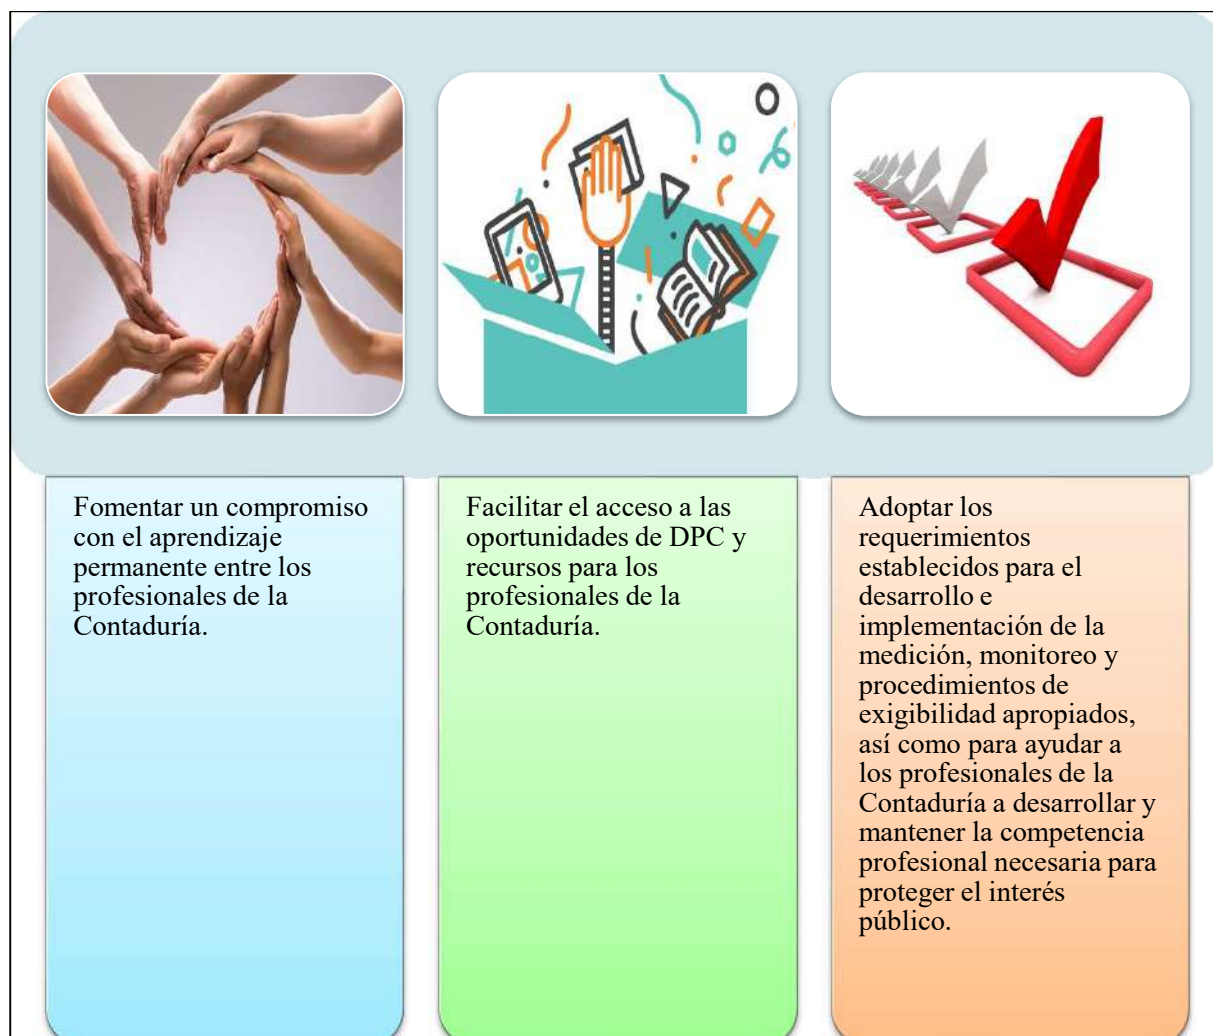 Fomentar un compromiso
con el aprendizaje
permanente entre los
profesionales de la
Contaduría.
Facilitar el acceso a las
oportunidades de DPC y
recursos para los
profesionales de la
Contaduría.
Adoptar los
requerimientos
establecidos para el
desarrollo e
implementación de la
medición, monitoreo y
procedimientos de
exigibilidad apropiados,
así como para ayudar a
los profesionales de la
Contaduría a desarrollar y
mantener la competencia
profesional necesaria para
proteger el interés
público.